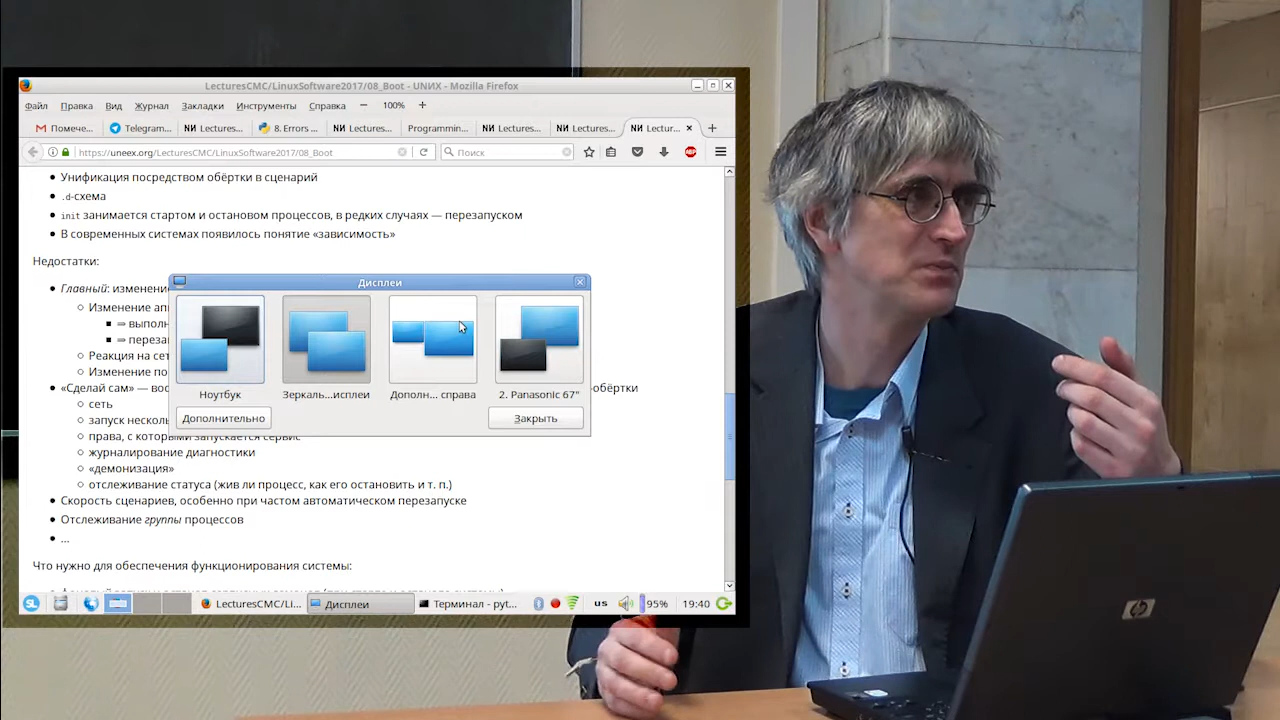 LecturesCMC/LinuxSoftware2017/08_Boot - UNИX - Mozilla Firefox
Файл Правка Вид Журнал Закладки Инструменты Справка − 100% +
Помече... Telegram... Lectures... 8. Errors ... Lectures... Programmin... Lectures... Lectures... Lectur...
https://uneex.org/LecturesCMC/LinuxSoftware2017/08_Boot Поиск ABP
Унификация посредством обёртки в сценарий
.d-схема
init занимается стартом и остановом процессов, в редких случаях — перезапуском
В современных системах появилось понятие «зависимость»
Недостатки:
Дисплеи
Главный: изменени
Изменение ап
⇒ выполн
⇒ переза
Реакция на сет
Изменение по
«Сделай сам» — вос обёртки
Ноутбук Зеркаль...исплеи Дополн... справа 2. Panasonic 67"
сеть
Дополнительно Закрыть
запуск нескол
права, с которыми запускается сервис
журналирование диагностики
«демонизация»
отслеживание статуса (жив ли процесс, как его остановить и т. п.)
Скорость сценариев, особенно при частом автоматическом перезапуске
Отслеживание группы процессов
...
Что нужно для обеспечения функционирования системы:
LecturesCMC/Li... Дисплеи Терминал - pyt... us 95% 19:40
hp